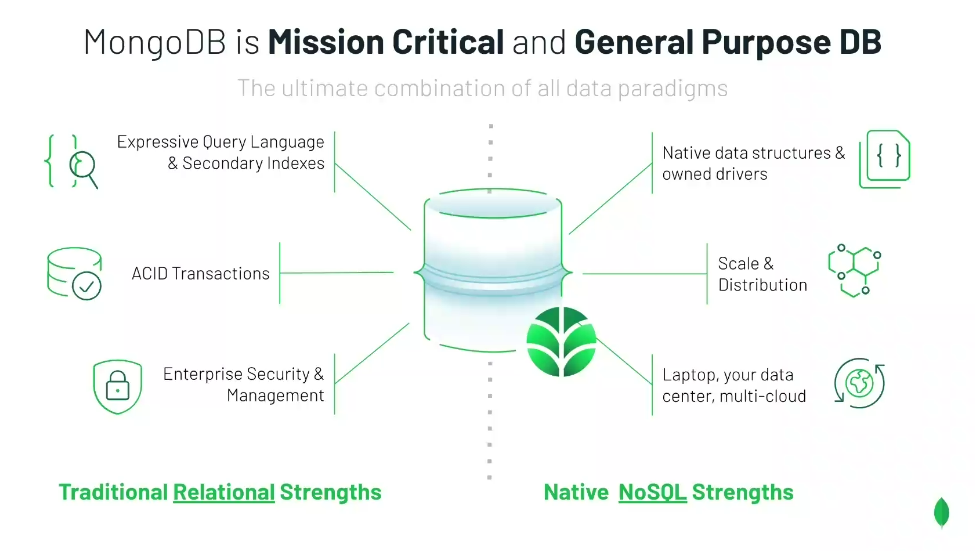 MongoDB is Mission Critical and General Purpose DB
The ultimate combination of all data paradigms
Expressive Query Language
& Secondary Indexes
ACID Transactions
Enterprise Security &
Management
Traditional Relational Strengths
Native data structures &
owned drivers
Scale &
Distribution
Laptop, your data
center, multi-cloud
Native NoSQL Strengths